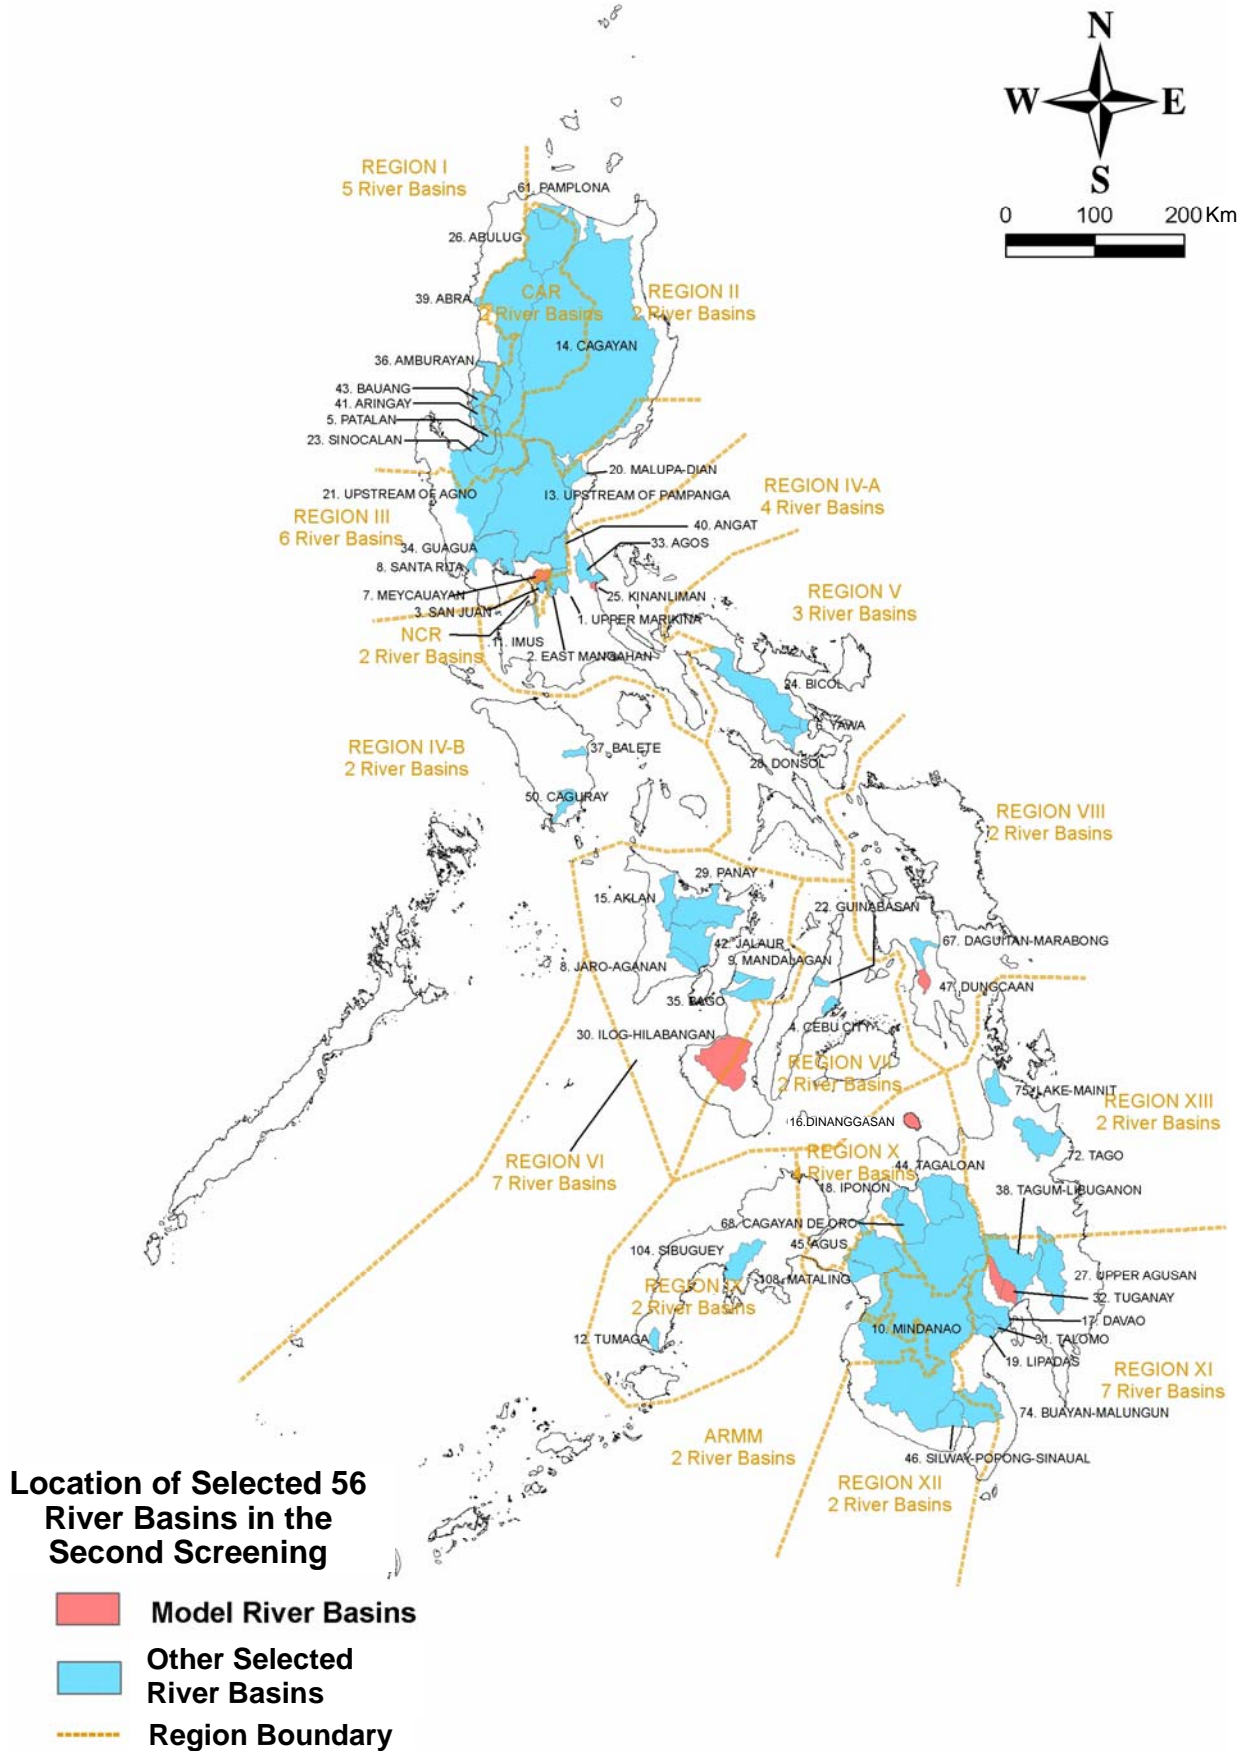 N
W
E
S
0 100 200 Km
REGION I
5 River Basins
61. PAMPLONA
26. ABULUG
39. ABRA
CAR
2 River Basins
REGION II
2 River Basins
14. CAGAYAN
36. AMBURAYAN
43. BAUANG
41. ARINGAY
5. PATALAN
23. SINOCALAN
20. MALUPA-DIAN
21. UPSTREAM OF AGNO
13. UPSTREAM OF PAMPANGA
REGION IV-A
4 River Basins
REGION III
6 River Basins
40. ANGAT
33. AGOS
34. GUAGUA
8. SANTA RITA
7. MEYCAUAYAN
25. KINANLIMAN
3. SAN JUAN
1. UPPER MARIKINA
NCR
2 River Basins
11. IMUS
2. EAST MANGAHAN
REGION V
3 River Basins
24. BICOL
6. YAWA
28. DONSOL
REGION IV-B
2 River Basins
37. BALETE
50. CAGURAY
REGION VIII
2 River Basins
29. PANAY
15. AKLAN
22. GUINABASAN
42. JALAUR
9. MANDALAGAN
67. DAGUITAN-MARABONG
8. JARO-AGANAN
47. DUNGCAAN
35. BAGO
30. ILOG-HILABANGAN
4. CEBU CITY
REGION VII
2 River Basins
75. LAKE-MAINIT
REGION XIII
2 River Basins
16.DINANGGASAN
72. TAGO
REGION VI
7 River Basins
REGION X
River Basins
44. TAGALOAN
18. IPONON
38. TAGUM-LIBUGANON
68. CAGAYAN DE ORO
45. AGUS
104. SIBUGUEY
108. MATALING
REGION IX
2 River Basins
27. UPPER AGUSAN
32. TUGANAY
17. DAVAO
31. TALOMO
10. MINDANAO
12. TUMAGA
19. LIPADAS
REGION XI
7 River Basins
74. BUAYAN-MALUNGUN
ARMM
2 River Basins
46. SILWAY-POPONG-SINAUAL
REGION XII
2 River Basins
Location of Selected 56
River Basins in the
Second Screening
Model River Basins
Other Selected
River Basins
Region Boundary